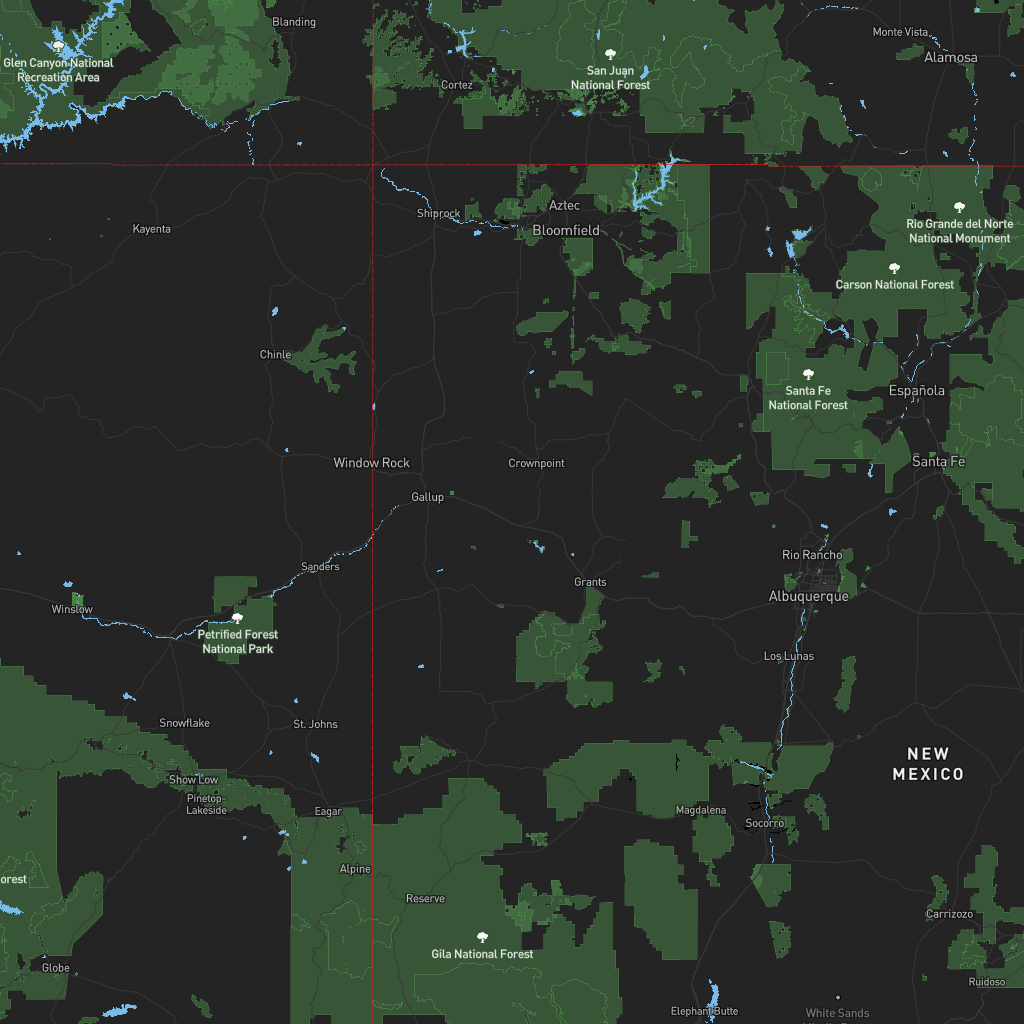 Blanding
Monte Vista
Alamosa
Glen Canyon National
Recreation Area
San Juan
National Forest
Cortez
Shiprock
Aztec
Bloomfield
Kayenta
Rio Grande del Norte
National Monument
Carson National Forest
Chinle
Santa Fe
National Forest
Española
Window Rock
Crownpoint
Santa Fe
Gallup
Rio Rancho
Sanders
Grants
Albuquerque
Winslow
Petrified Forest
National Park
Los Lunas
Snowflake
St. Johns
NEW
MEXICO
Show Low
Pinetop-
Lakeside
Eagar
Magdalena
Socorro
Alpine
orest
Reserve
Carrizozo
Gila National Forest
Globe
Ruidoso
Elephant Butte
White Sands